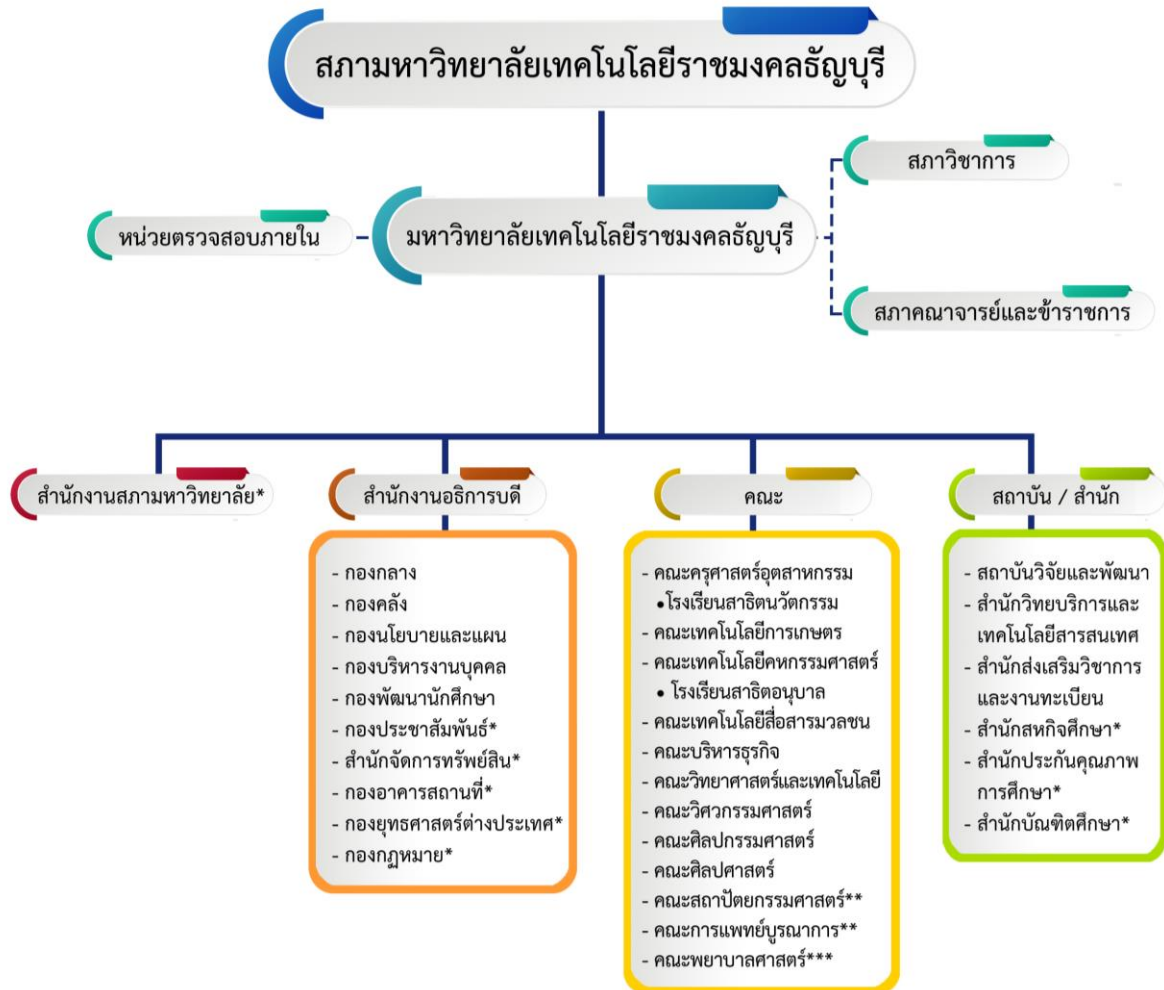 สภามหาวิทยาลัยเทคโนโลยีราชมงคลธัญบุรี
สภาวิชาการ
หน่วยตรวจสอบภายใน
มหาวิทยาลัยเทคโนโลยีราชมงคลธัญบุรี
สภาคณาจารย์และข้าราชการ
สำนักงานสภามหาวิทยาลัย*
สำนักงานอธิการบดี
- กองกลาง
- กองคลัง
- กองนโยบายและแผน
- กองบริหารงานบุคคล
- กองพัฒนานักศึกษา
- กองประชาสัมพันธ์*
- สำนักจัดการทรัพย์สิน*
- กองอาคารสถานที่*
- กองยุทธศาสตร์ต่างประเทศ*
- กองกฎหมาย*
คณะ
- คณะครุศาสตร์อุตสาหกรรม
•โรงเรียนสาธิตนวัตกรรม
- คณะเทคโนโลยีการเกษตร
- คณะเทคโนโลยีคหกรรมศาสตร์
• โรงเรียนสาธิตอนุบาล
- คณะเทคโนโลยีสื่อสารมวลชน
- คณะบริหารธุรกิจ
- คณะวิทยาศาสตร์และเทคโนโลยี
- คณะวิศวกรรมศาสตร์
- คณะศิลปกรรมศาสตร์
- คณะศิลปศาสตร์
- คณะสถาปัตยกรรมศาสตร์**
- คณะการแพทย์บูรณาการ**
- คณะพยาบาลศาสตร์***
สถาบัน / สำนัก
- สถาบันวิจัยและพัฒนา
- สำนักวิทยบริการและ
เทคโนโลยีสารสนเทศ
- สำนักส่งเสริมวิชาการ
และงานทะเบียน
- สำนักสหกิจศึกษา*
- สำนักประกันคุณภาพ
การศึกษา*
- สำนักบัณฑิตศึกษา*